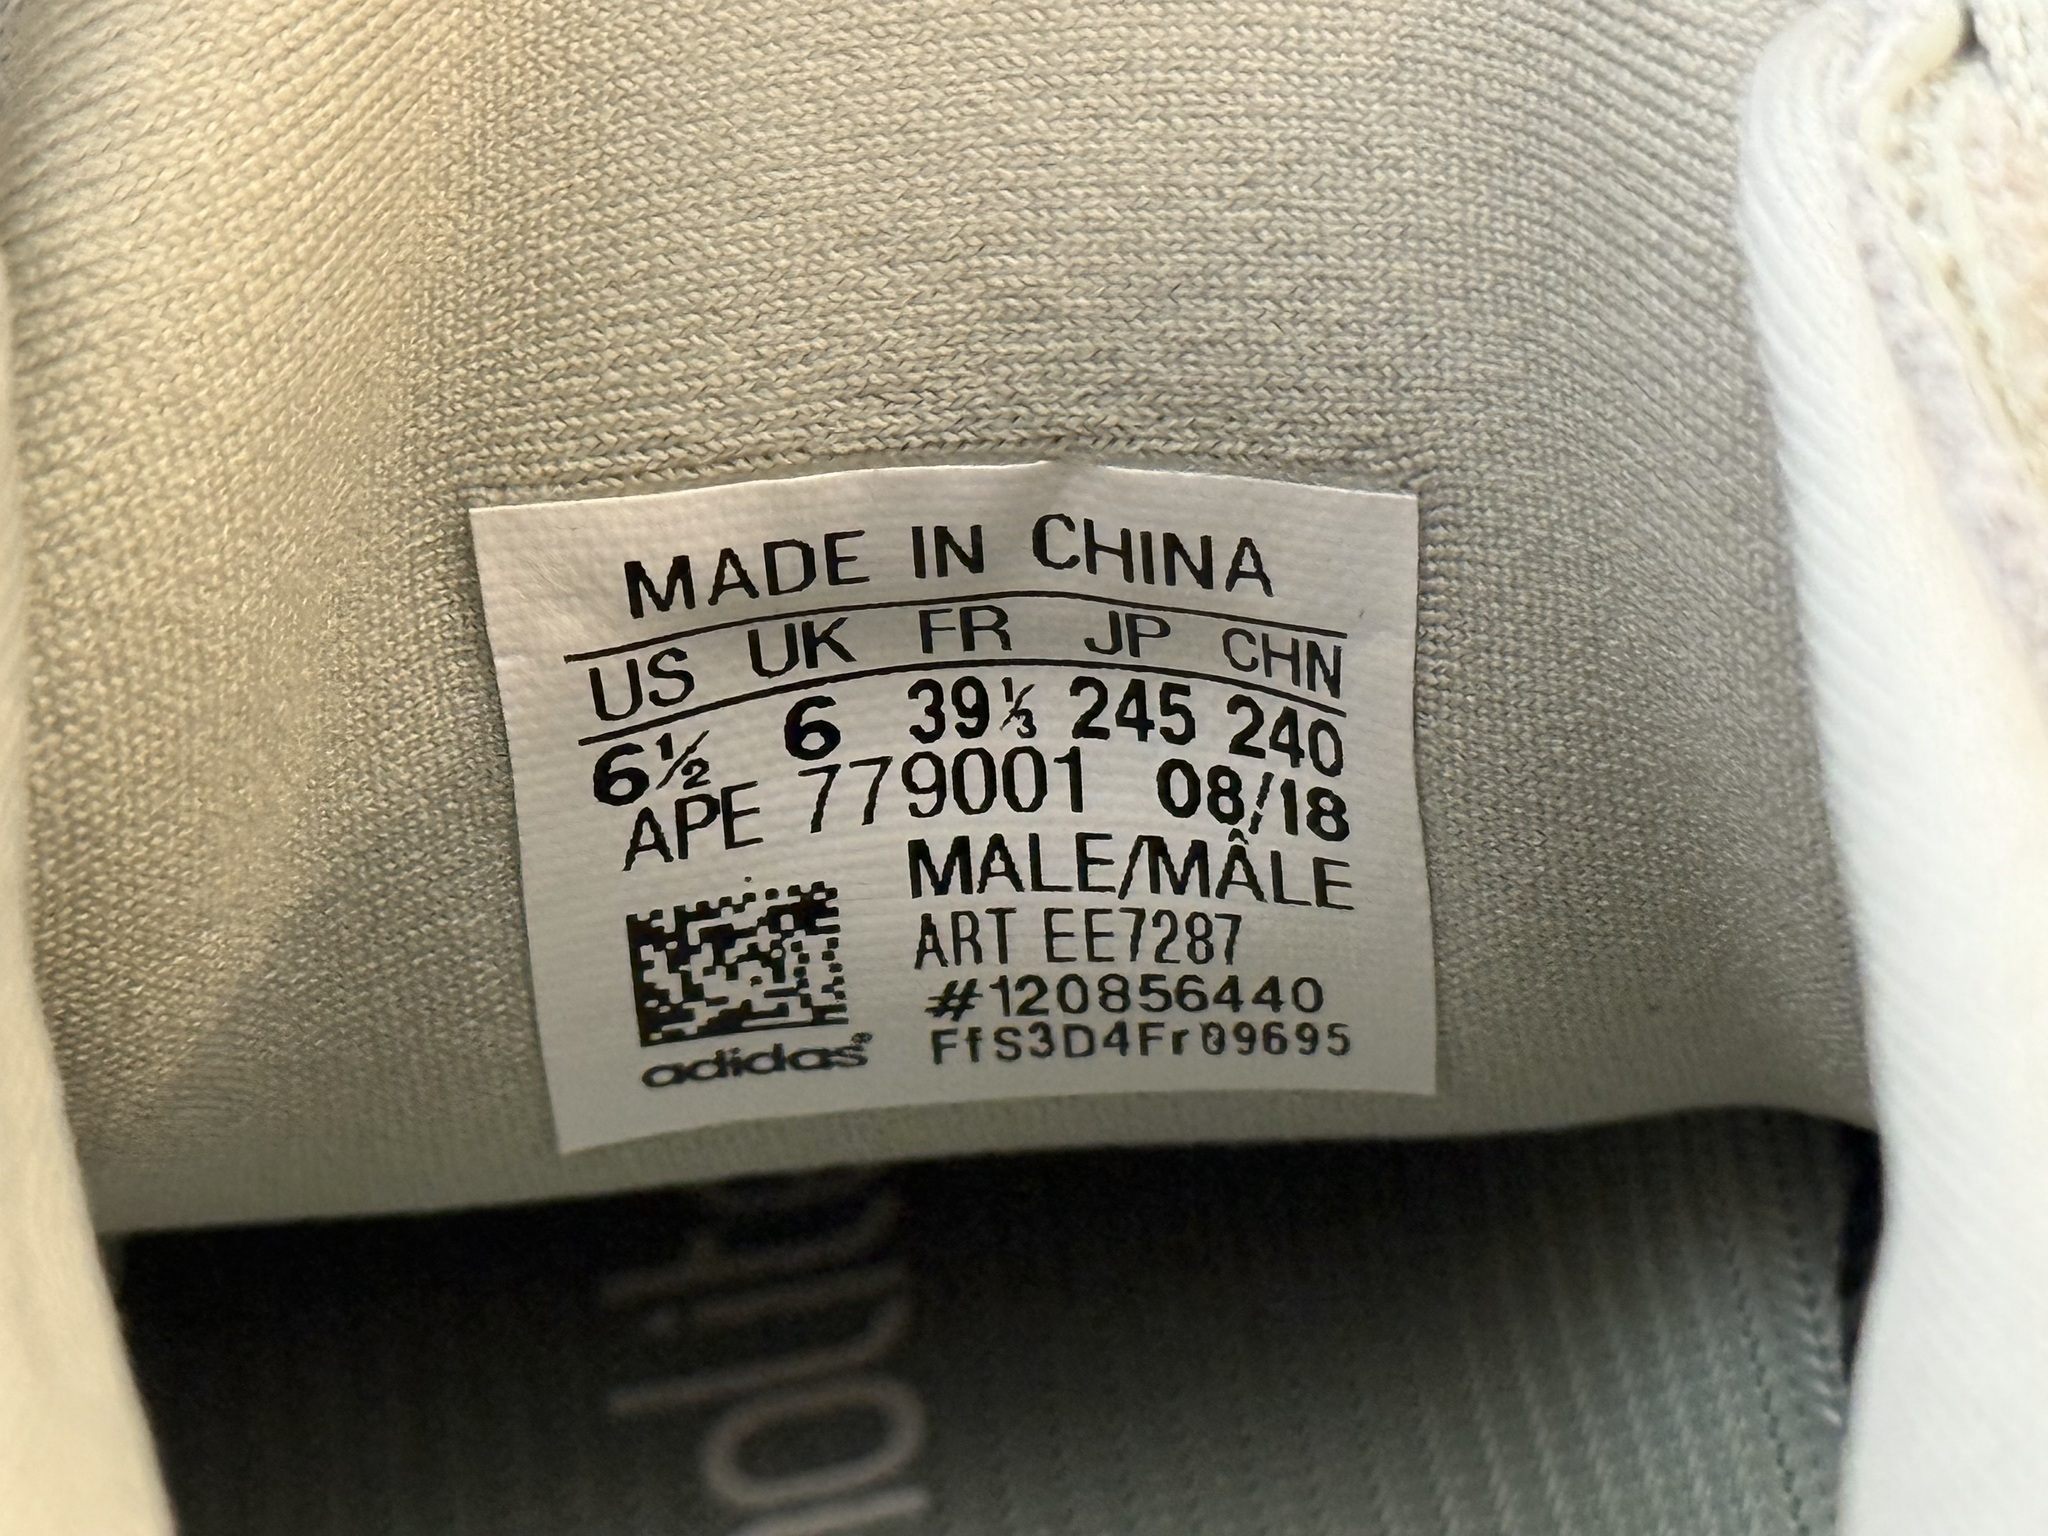 MADE IN CHINA
US UK FR JP CHN
6½ 6 39⅓ 245 240
APE 779001 08/18
MALE/MÂLE
ART EE7287
#120856440
FfS3D4Fr09695
adidas®